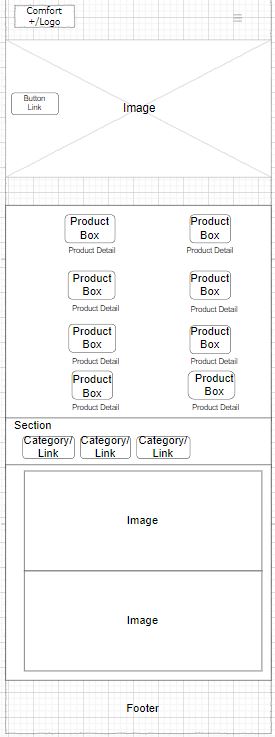 Comfort
+/Logo
Button
Link
Image
Product
Box
Product
Box
Product Detail
Product Detail
Product
Box
Product
Box
Product Detail
Product Detail
Product
Box
Product
Box
Product Detail
Product Detail
Product
Box
Product
Box
Product Detail
Product Detail
Section
Category/
Link
Category/
Link
Category/
Link
Image
Image
Footer